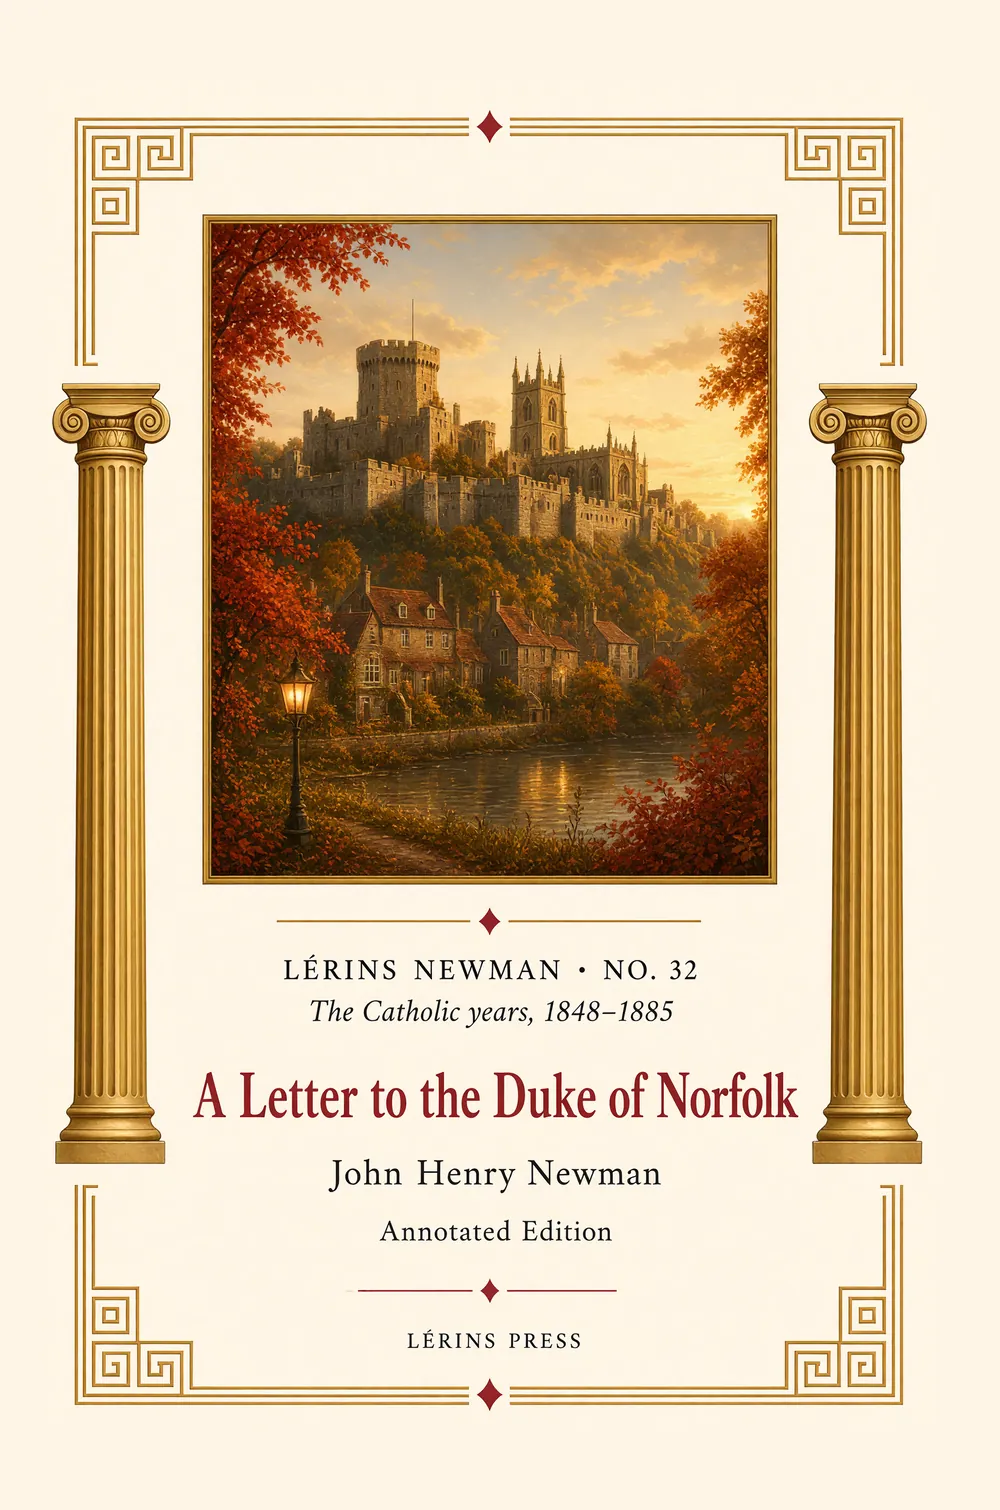 LÉRINS NEWMAN • NO. 32
The Catholic years, 1848–1885
A Letter to the Duke of Norfolk
John Henry Newman
Annotated Edition
LÉRINS PRESS